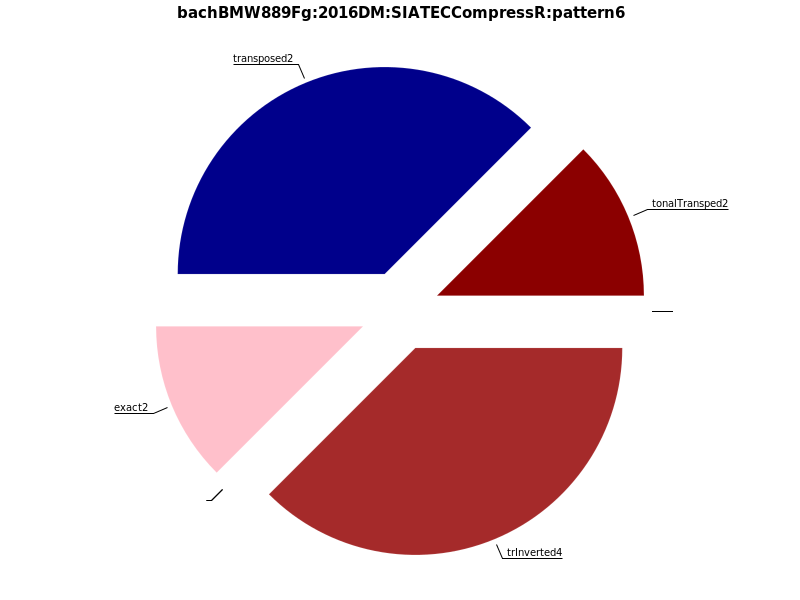 bachBMW889Fg:2016DM:SIATECCompressR:pattern6
transposed2
tonalTransped2
exact2
trInverted4